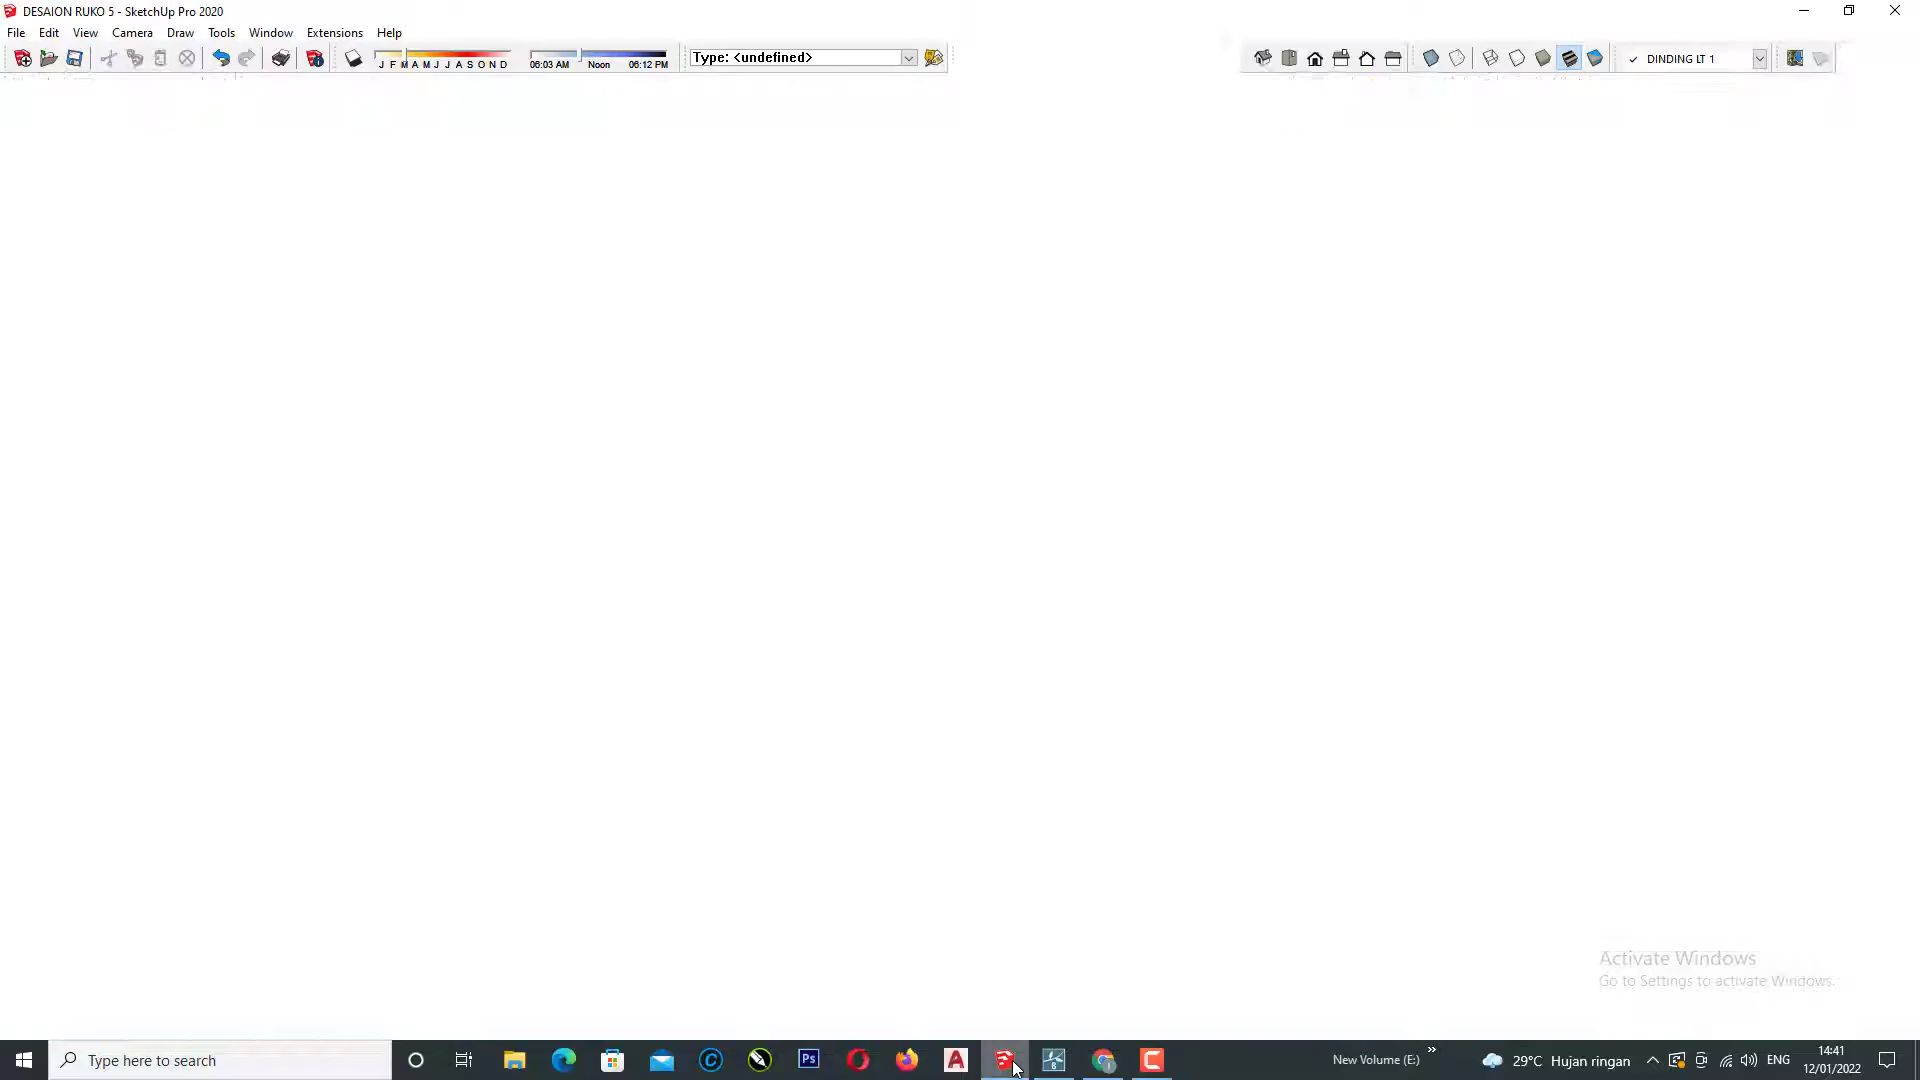 DESAION RUKO 5 - SketchUp Pro 2020
File Edit View Camera Draw Tools Window Extensions Help
J F M A M J J A S O N D
06:03 AM Noon 06:12 PM
Type: <undefined>
DINDING LT 1
Activate Windows
Go to Settings to activate Windows.
Type here to search
Ps
A
8
New Volume (E:)
29°C Hujan ringan
ENG
14:41
12/01/2022